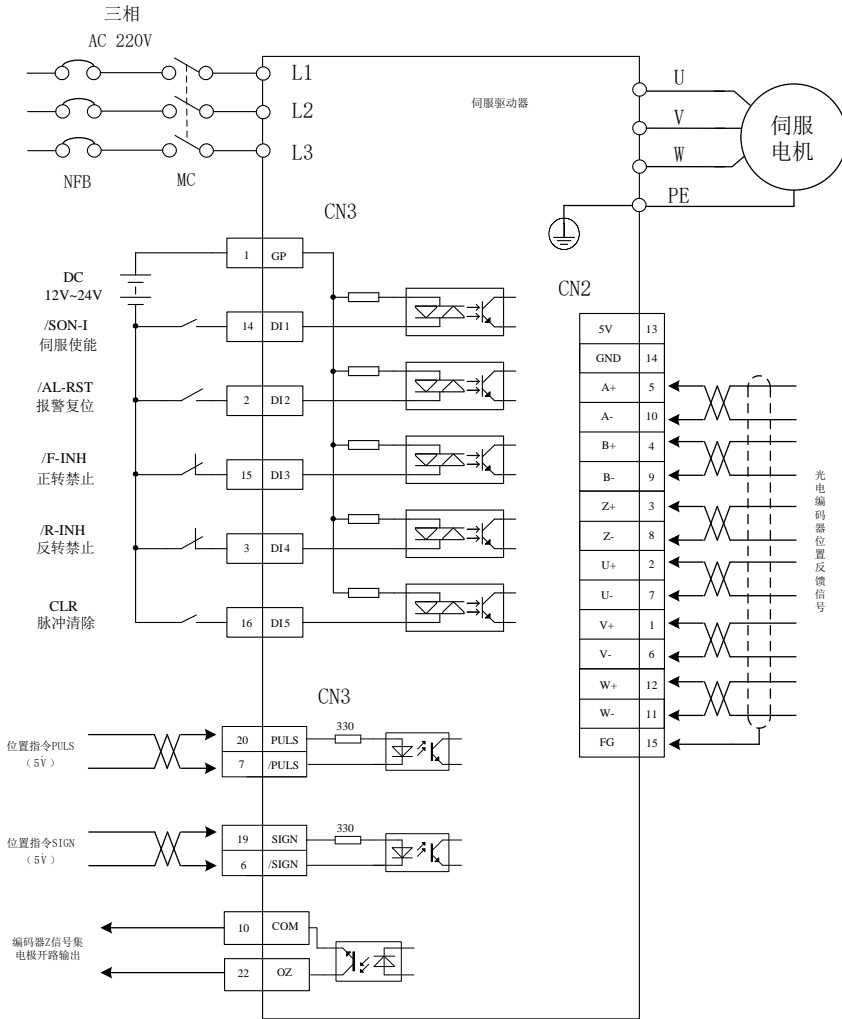 三相
AC 220V
L1
L2
L3
NFB
MC
伺服驱动器
U
V
W
PE
伺服
电机
CN3
1 GP
DC
12V~24V
/SON-I
伺服使能
14 DI1
/AL-RST
报警复位
2 DI2
/F-INH
正转禁止
15 DI3
/R-INH
反转禁止
3 DI4
CLR
脉冲清除
16 DI5
CN2
5V 13
GND 14
A+ 5
A- 10
B+ 4
B- 9
Z+ 3
Z- 8
U+ 2
U- 7
V+ 1
V- 6
W+ 12
W- 11
FG 15
光电编码器位置反馈信号
CN3
位置指令PULS
（5V）
20 PULS
330
7 /PULS
位置指令SIGN
（5V）
19 SIGN
330
6 /SIGN
编码器Z信号集
电极开路输出
10 COM
22 OZ